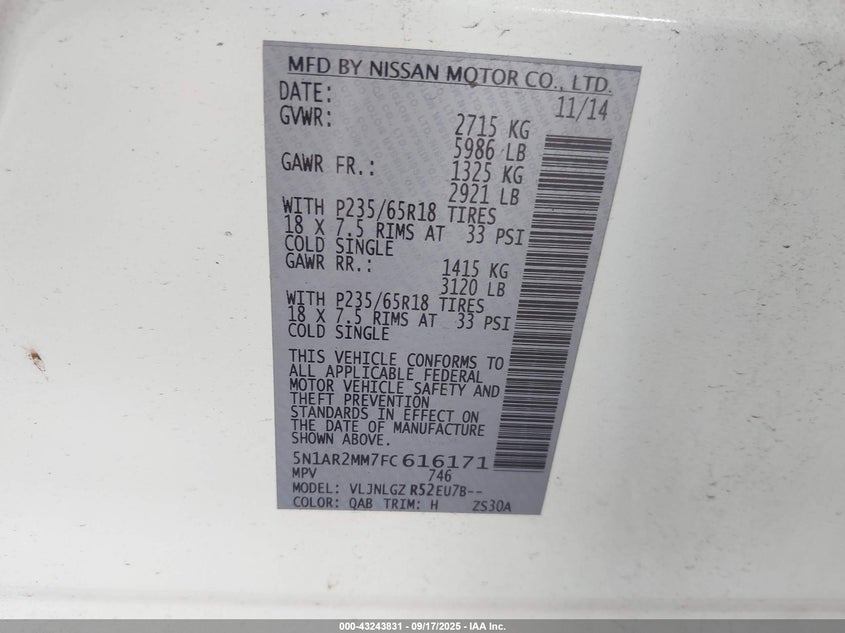 MFD BY NISSAN MOTOR CO., LTD.
DATE: 11/14
GVWR: 2715 KG
5986 LB
GAWR FR.: 1325 KG
2921 LB
WITH P235/65R18 TIRES
18 X 7.5 RIMS AT 33 PSI
COLD SINGLE
GAWR RR.: 1415 KG
3120 LB
WITH P235/65R18 TIRES
18 X 7.5 RIMS AT 33 PSI
COLD SINGLE
THIS VEHICLE CONFORMS TO
ALL APPLICABLE FEDERAL
MOTOR VEHICLE SAFETY AND
THEFT PREVENTION
STANDARDS IN EFFECT ON
THE DATE OF MANUFACTURE
SHOWN ABOVE.
5N1AR2MM7FC616171
MPV 746
MODEL: VLJNLGZ R52EU7B--
COLOR: QAB TRIM: H ZS30A
000-43243831 - 09/17/2025 - IAA Inc.